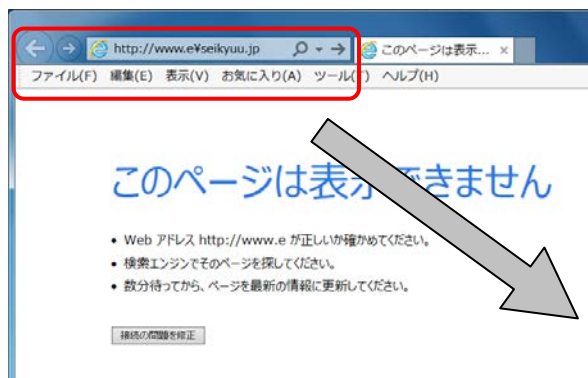 http://www.e¥seikyuu.jp
このページは表示... ×
ファイル(F) 編集(E) 表示(V) お気に入り(A) ツール(T) ヘルプ(H)
このページは表示できません
• Web アドレス http://www.e が正しいか確かめてください。
• 検索エンジンでそのページを探してください。
• 数分待ってから、ページを最新の情報に更新してください。
接続の問題を修正